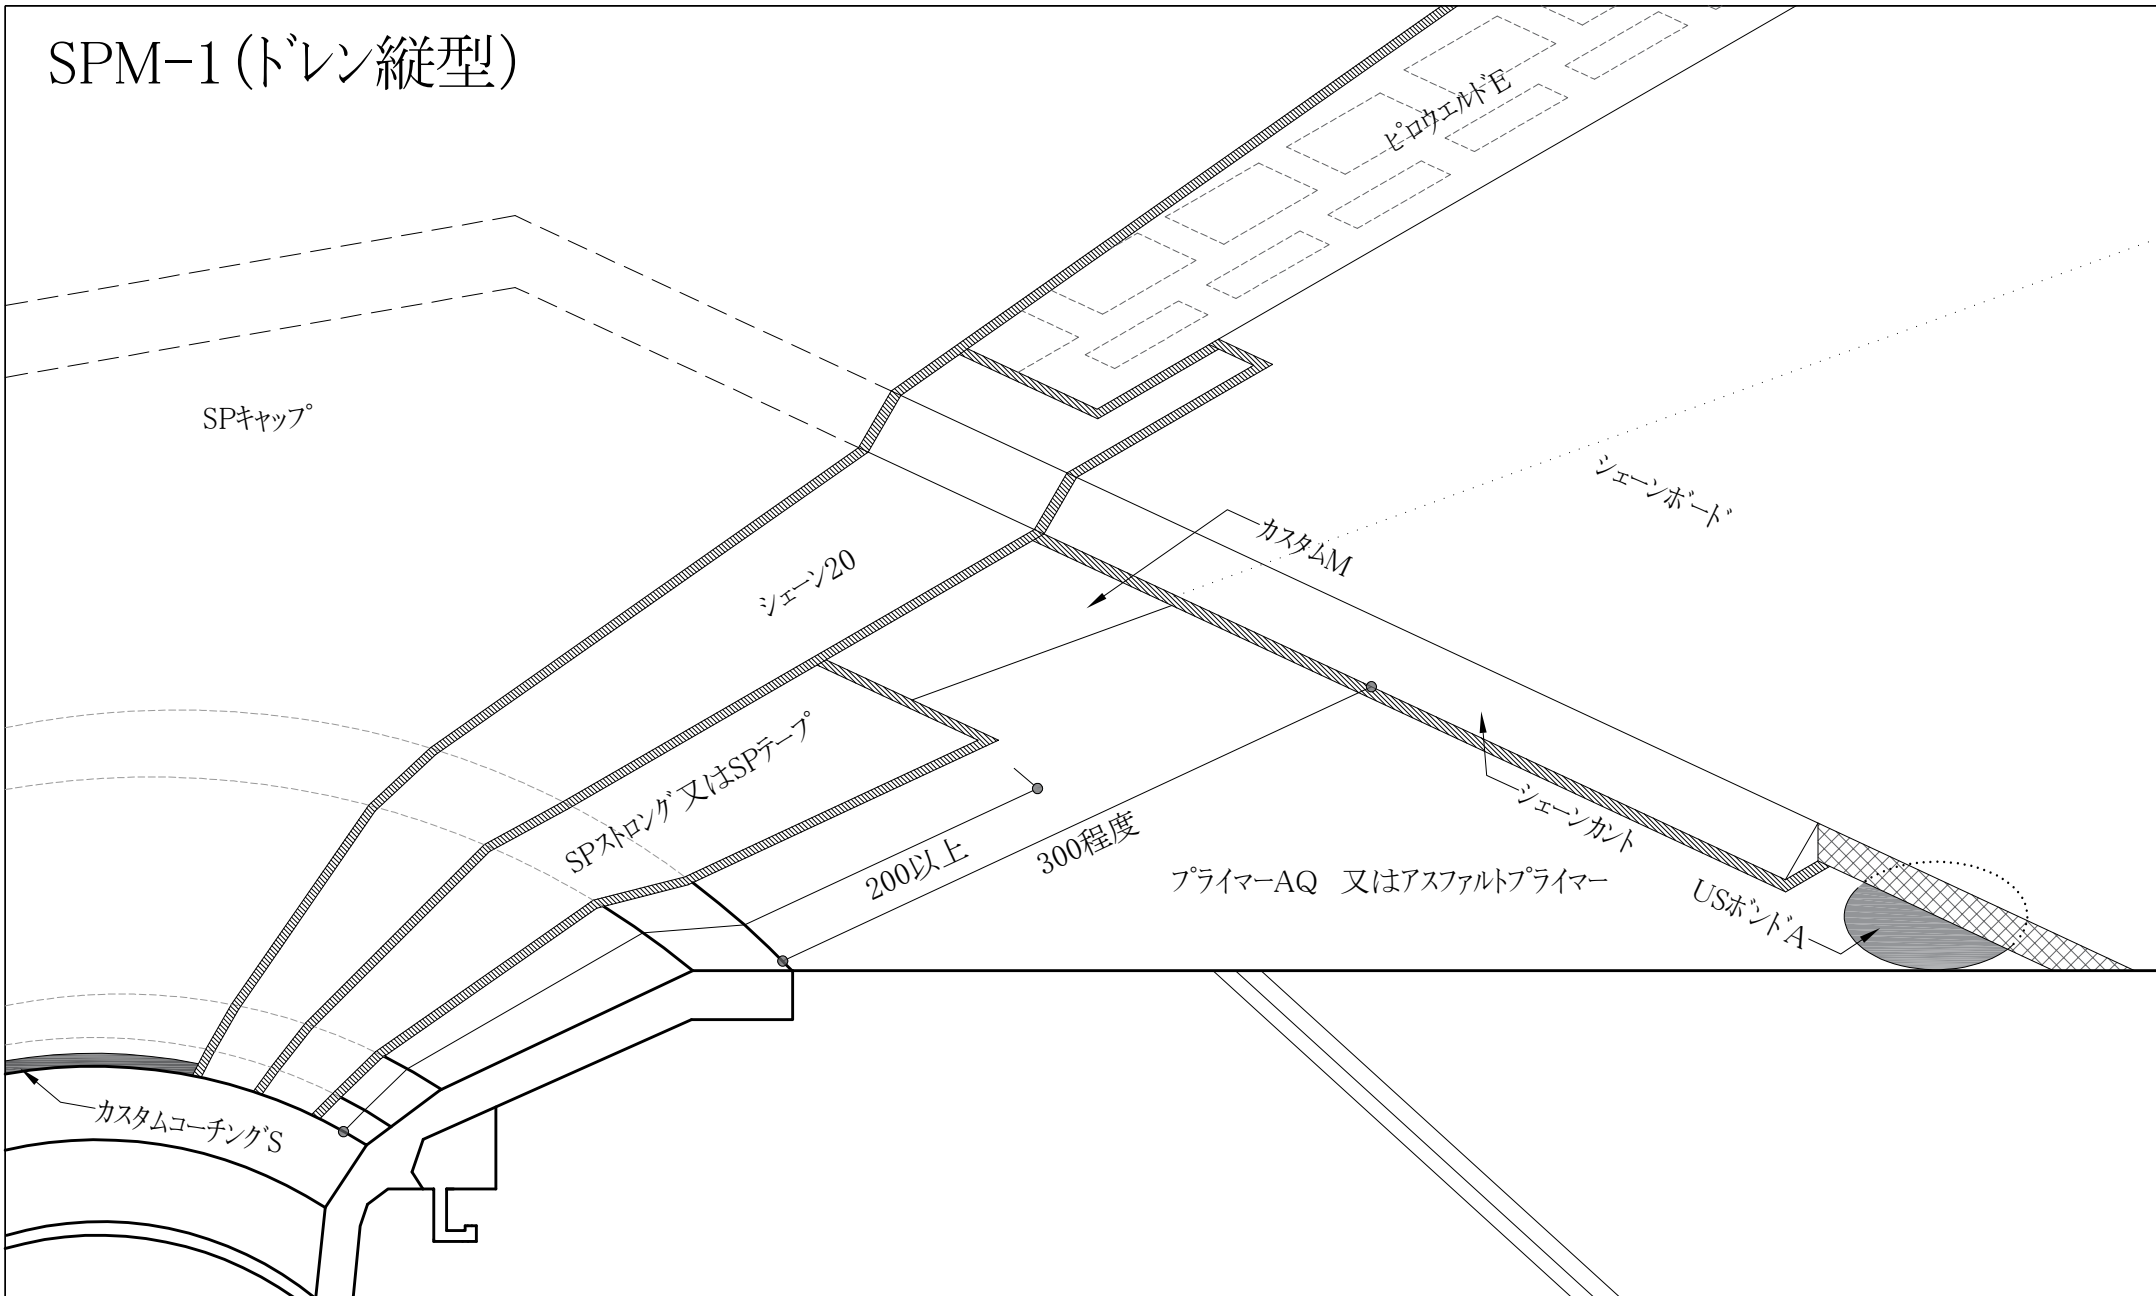 SPM-1(ドレン縦型)
ピロウエルドE
SPキャップ
シェーンボード
カスタムM
シェーン20
SPストロング 又はSPテープ
シェーンカント
200以上
300程度
プライマーAQ　又はアスファルトプライマー
USボンドA
カスタムコーチングS